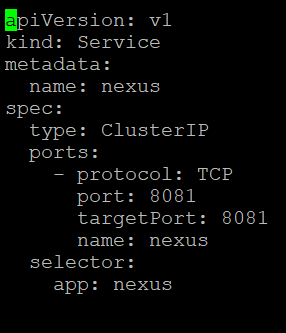 apiVersion: v1
kind: Service
metadata:
  name: nexus
spec:
  type: ClusterIP
  ports:
    - protocol: TCP
      port: 8081
      targetPort: 8081
      name: nexus
  selector:
    app: nexus